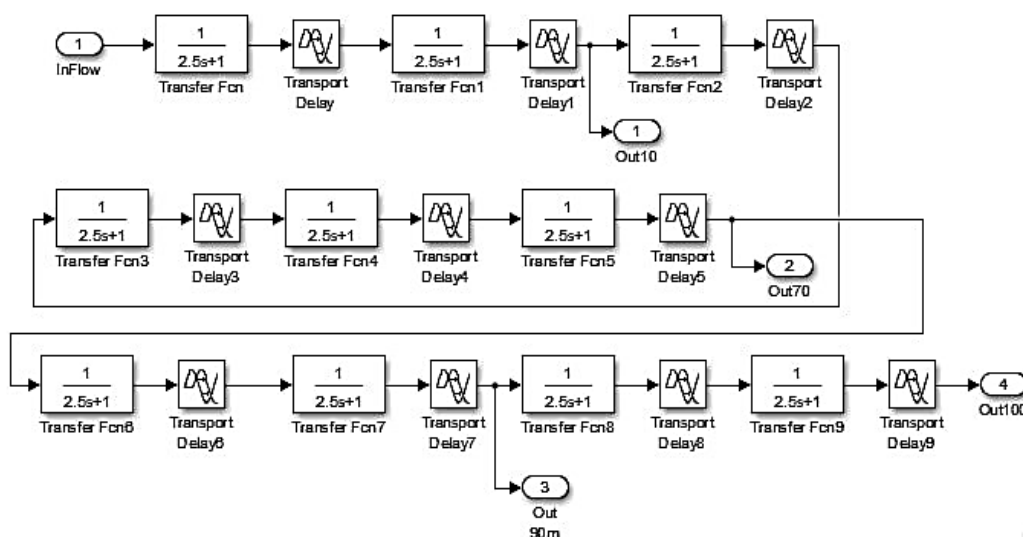 1
InFlow
1
2.5s+1
Transfer Fcn
Transport
Delay
1
2.5s+1
Transfer Fcn1
Transport
Delay1
1
2.5s+1
Transfer Fcn2
Transport
Delay2
1
Out10
1
2.5s+1
Transfer Fcn3
Transport
Delay3
1
2.5s+1
Transfer Fcn4
Transport
Delay4
1
2.5s+1
Transfer Fcn5
Transport
Delay5
2
Out70
1
2.5s+1
Transfer Fcn6
Transport
Delay6
1
2.5s+1
Transfer Fcn7
Transport
Delay7
1
2.5s+1
Transfer Fcn8
Transport
Delay8
1
2.5s+1
Transfer Fcn9
Transport
Delay9
4
Out100
3
Out
90m